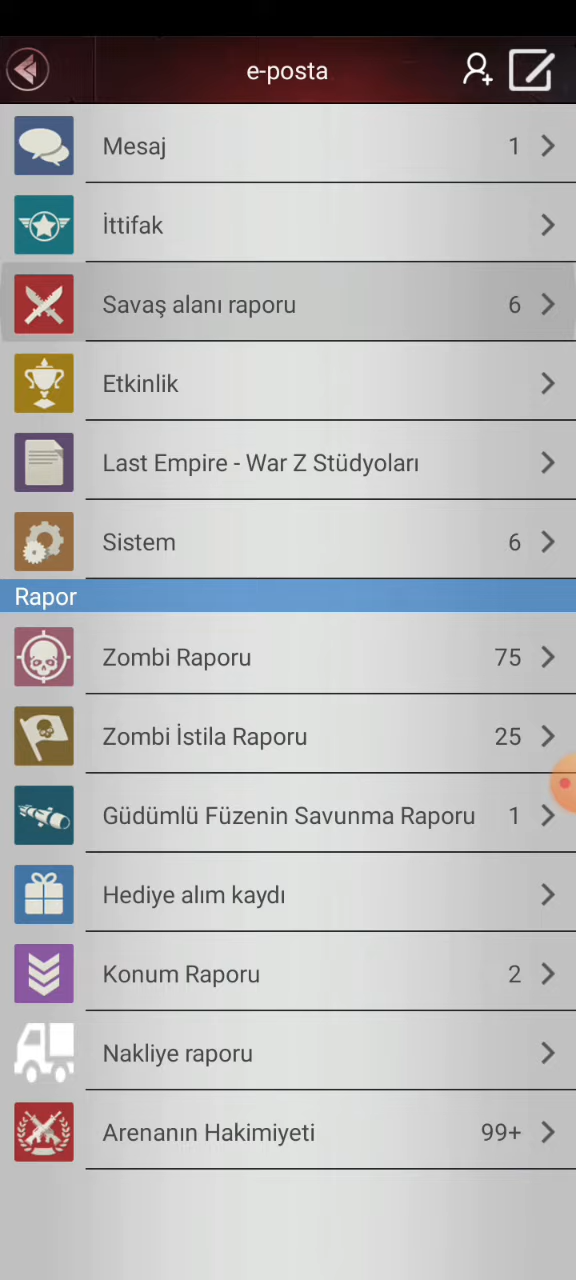 e-posta
Mesaj 1
İttifak
Savaş alanı raporu 6
Etkinlik
Last Empire - War Z Stüdyoları
Sistem 6
Rapor
Zombi Raporu 75
Zombi İstila Raporu 25
Güdümlü Füzenin Savunma Raporu 1
Hediye alım kaydı
Konum Raporu 2
Nakliye raporu
Arenanın Hakimiyeti 99+